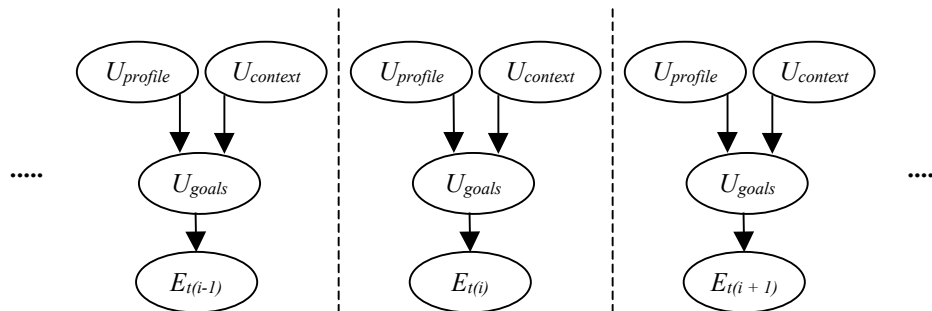 U_profile U_context U_profile U_context U_profile U_context
..... U_goals U_goals U_goals ....
E_t(i-1) E_t(i) E_t(i + 1)